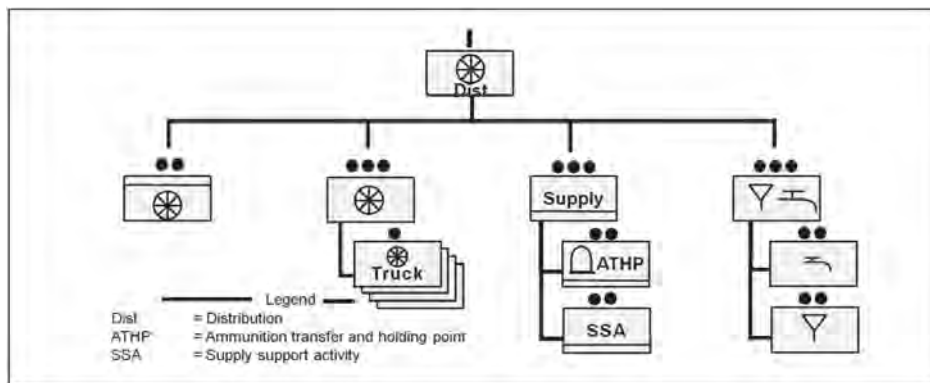 Dist
Supply
Truck
ATHP
SSA
Legend
Dist = Distribution
ATHP = Ammunition transfer and holding point
SSA = Supply support activity